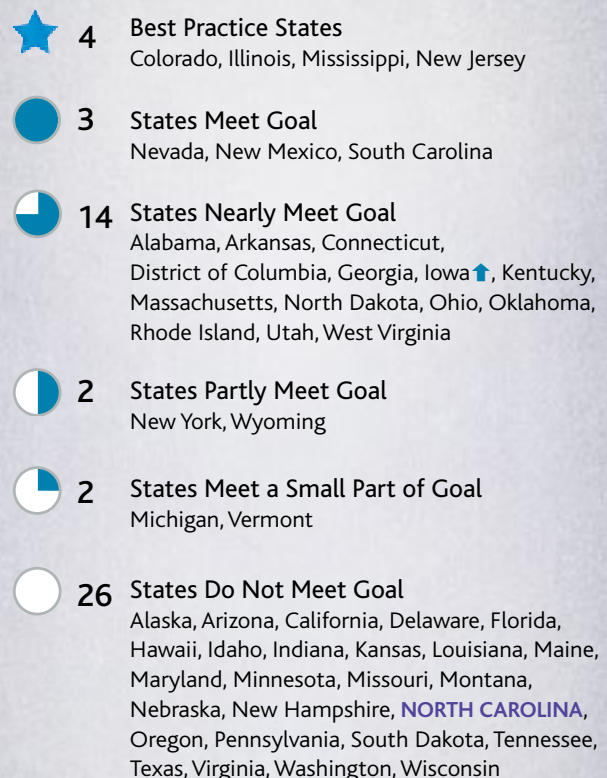 4 Best Practice States
Colorado, Illinois, Mississippi, New Jersey
3 States Meet Goal
Nevada, New Mexico, South Carolina
14 States Nearly Meet Goal
Alabama, Arkansas, Connecticut,
District of Columbia, Georgia, Iowa⬆, Kentucky,
Massachusetts, North Dakota, Ohio, Oklahoma,
Rhode Island, Utah, West Virginia
2 States Partly Meet Goal
New York, Wyoming
2 States Meet a Small Part of Goal
Michigan, Vermont
26 States Do Not Meet Goal
Alaska, Arizona, California, Delaware, Florida,
Hawaii, Idaho, Indiana, Kansas, Louisiana, Maine,
Maryland, Minnesota, Missouri, Montana,
Nebraska, New Hampshire, NORTH CAROLINA,
Oregon, Pennsylvania, South Dakota, Tennessee,
Texas, Virginia, Washington, Wisconsin